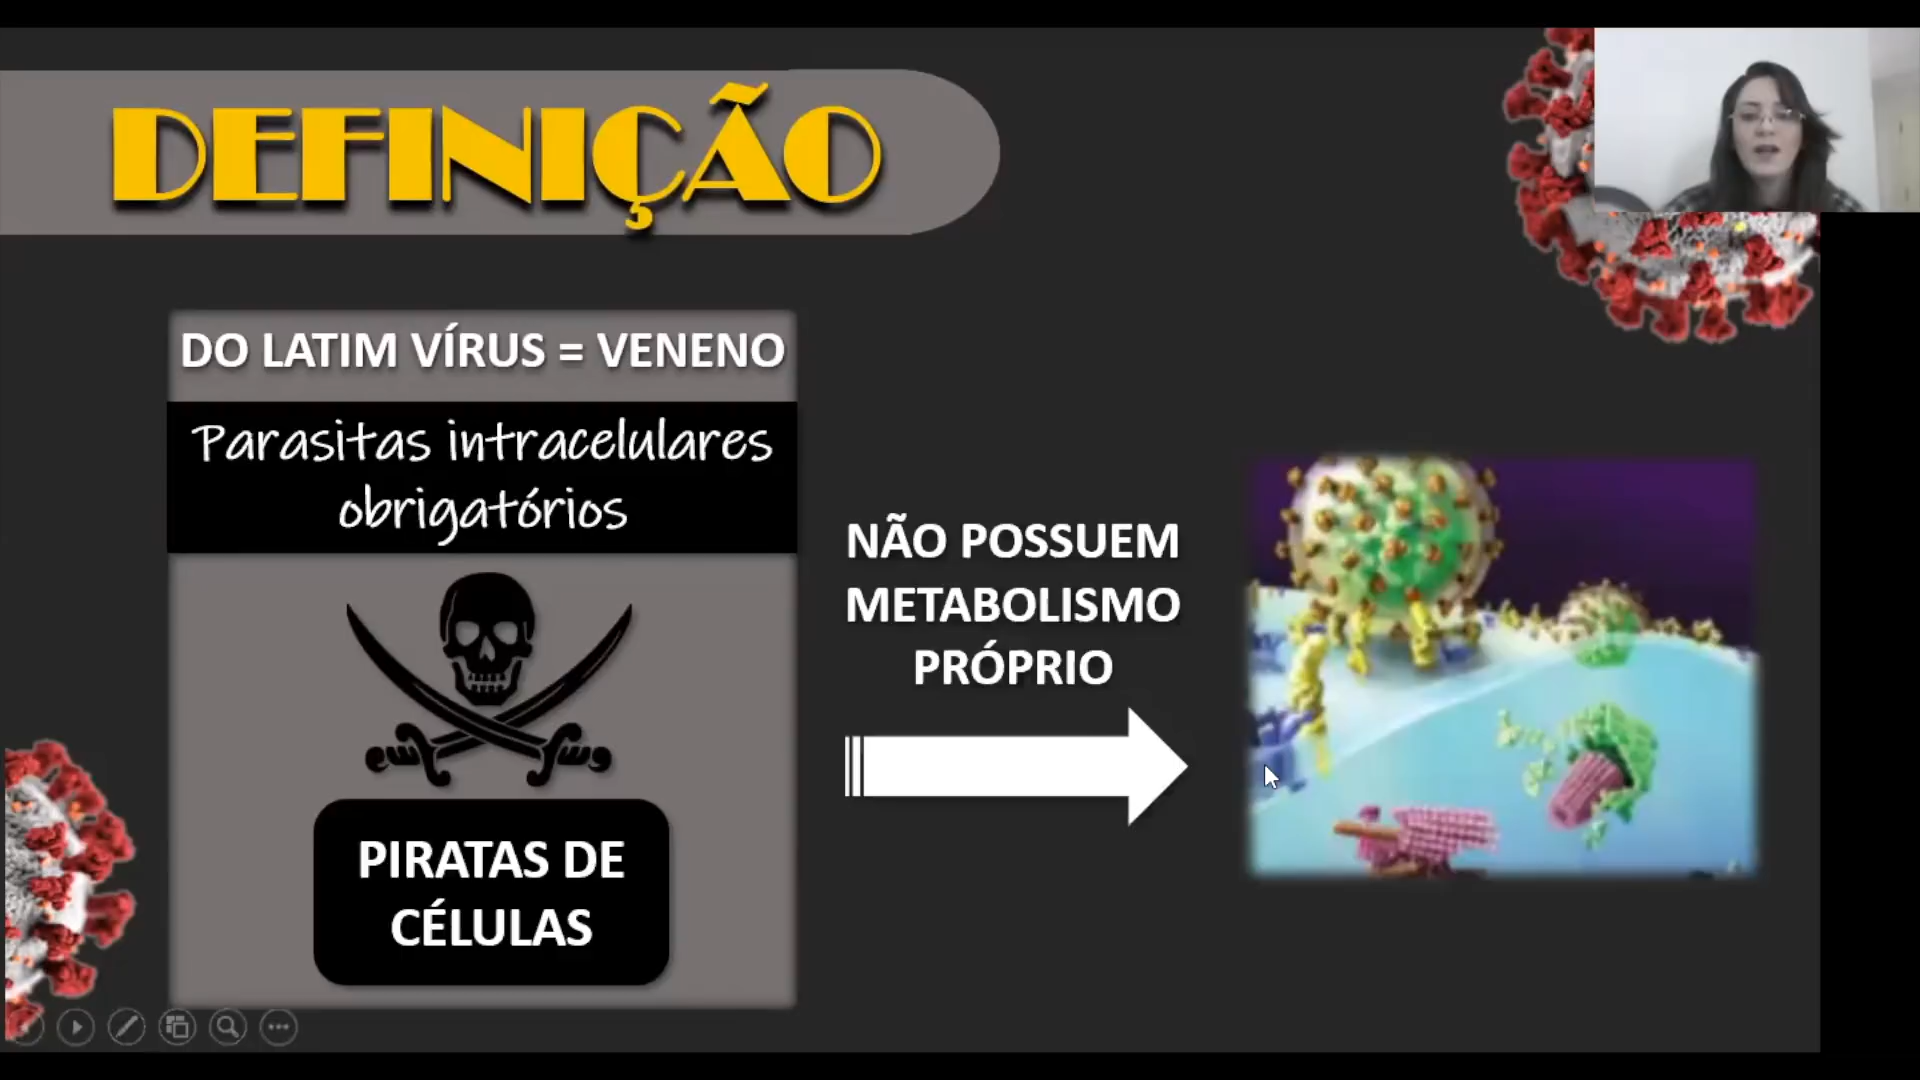 DEFINIÇÃO
DO LATIM VÍRUS = VENENO
Parasitas intracelulares
obrigatórios
PIRATAS DE
CÉLULAS
NÃO POSSUEM
METABOLISMO
PRÓPRIO